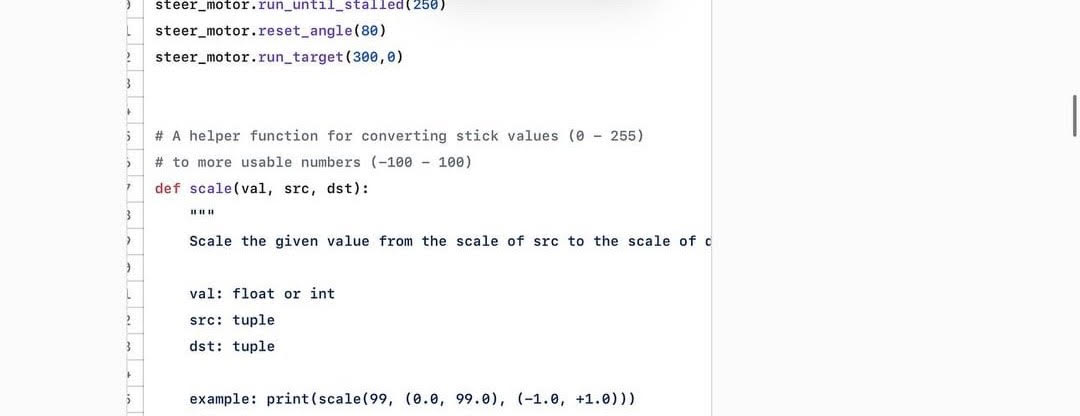 steer_motor.run_until_stalled(250)
steer_motor.reset_angle(80)
steer_motor.run_target(300,0)
# A helper function for converting stick values (0 - 255)
# to more usable numbers (-100 - 100)
def scale(val, src, dst):
"""
Scale the given value from the scale of src to the scale of
val: float or int
src: tuple
dst: tuple
example: print(scale(99, (0.0, 99.0), (-1.0, +1.0)))